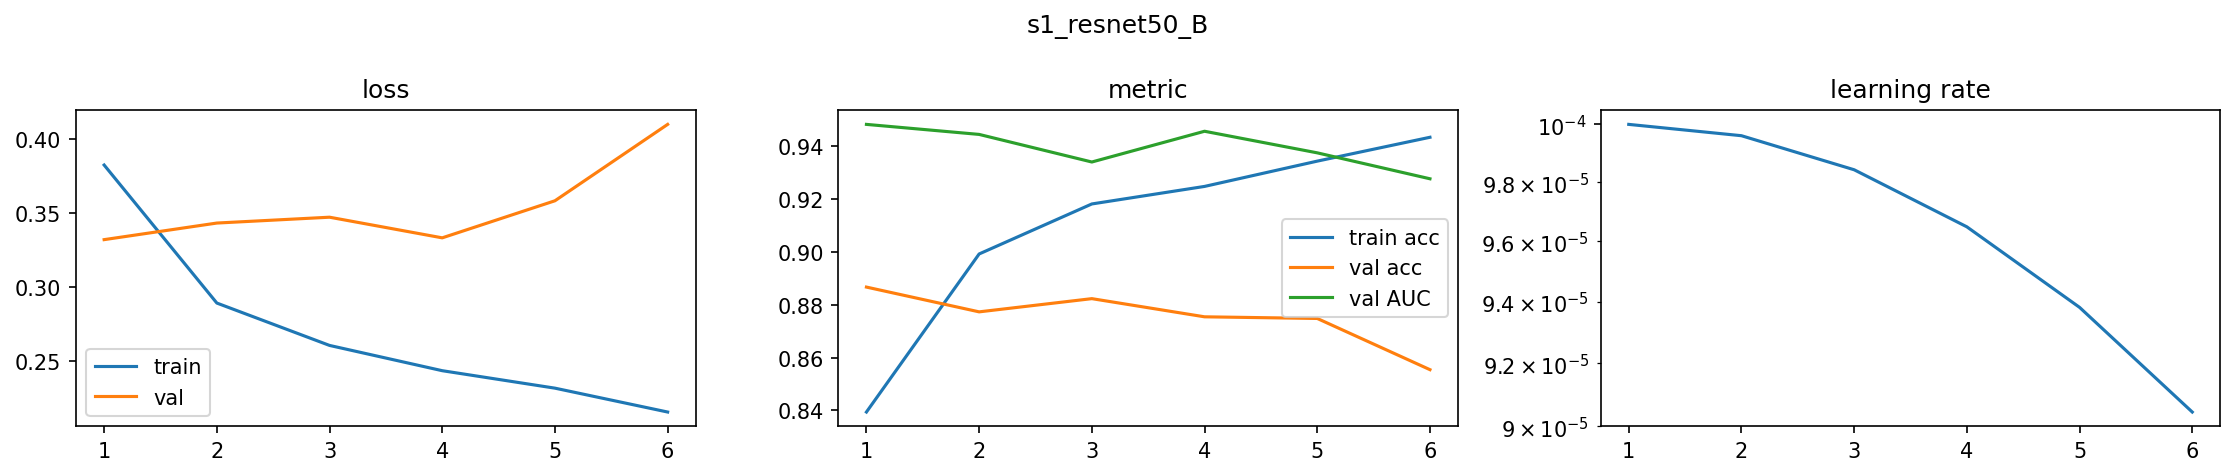 s1_resnet50_B
loss
0.40
0.35
0.30
0.25
train
val
1 2 3 4 5 6
metric
0.94
0.92
0.90
0.88
0.86
0.84
train acc
val acc
val AUC
1 2 3 4 5 6
learning rate
10⁻⁴
9.8 × 10⁻⁵
9.6 × 10⁻⁵
9.4 × 10⁻⁵
9.2 × 10⁻⁵
9 × 10⁻⁵
1 2 3 4 5 6